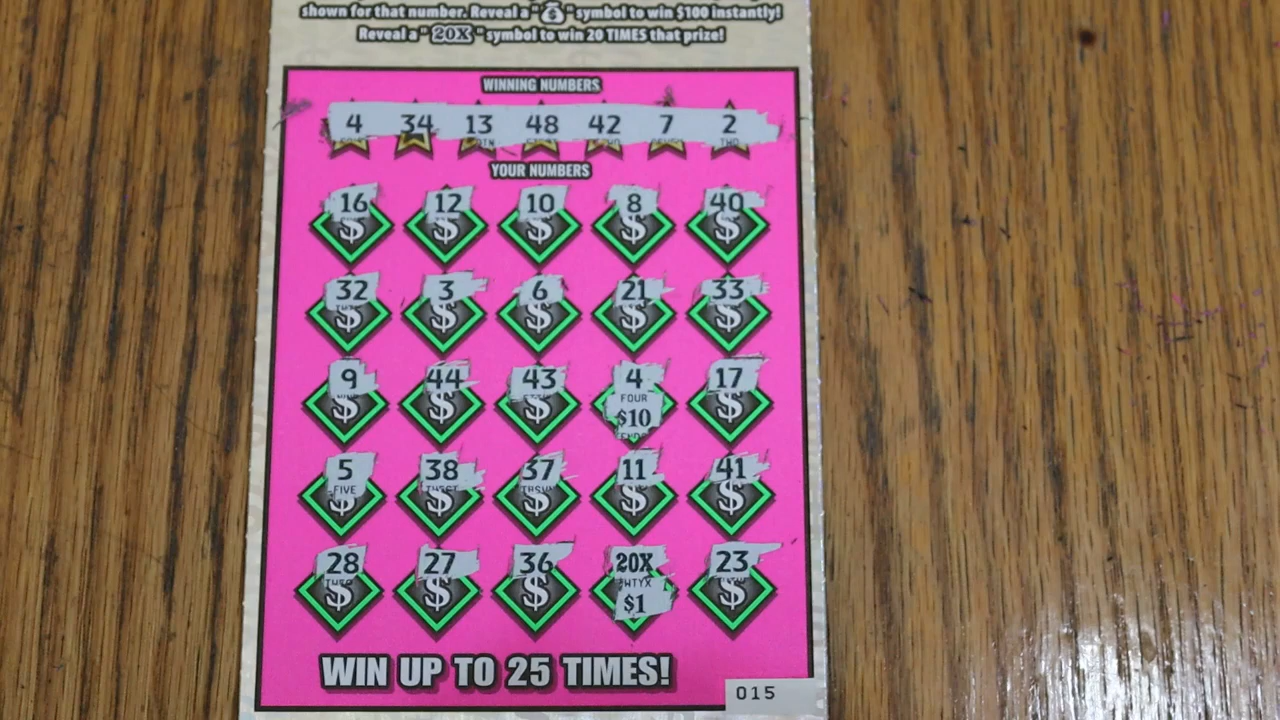 shown for that number. Reveal a " $ " symbol to win $100 instantly!
Reveal a " 20X " symbol to win 20 TIMES that prize!
WINNING NUMBERS
4 34 13 48 42 7 2
TWO
YOUR NUMBERS
16 12 10 8 40
$ $ $ $ $
32 3 6 21 33
$ $ $ $ $
9 44 43 4 17
FOUR
$ $ $ $10 $
5 38 37 11 41
FIVE
$ $ $ $ $
28 27 36 20X 23
$ $ $ $1 $
WIN UP TO 25 TIMES!
015